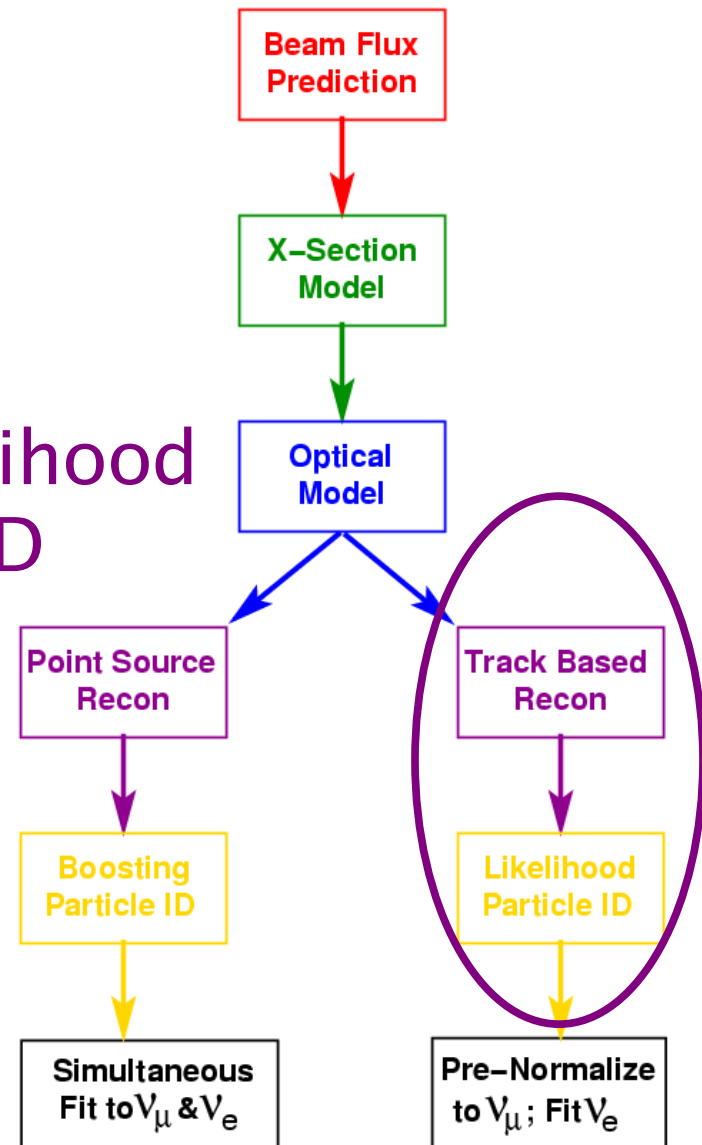 Beam Flux
Prediction
X−Section
Model
ihood
D
Optical
Model
Point Source
Recon
Track Based
Recon
Boosting
Particle ID
Likelihood
Particle ID
Simultaneous
Fit to νμ & νe
Pre−Normalize
to νμ ; Fit νe